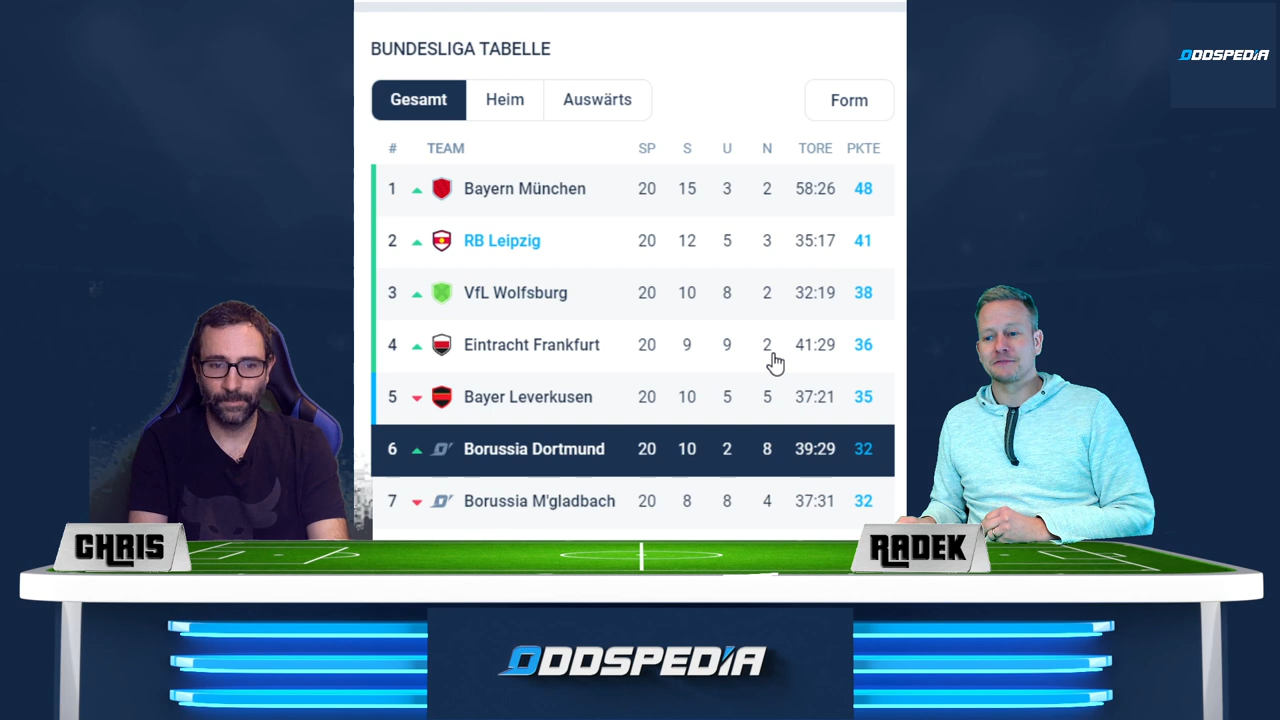 BUNDESLIGA TABELLE
ODDSPEDIA
Gesamt Heim Auswärts Form
# TEAM SP S U N TORE PKTE
1 Bayern München 20 15 3 2 58:26 48
2 RB Leipzig 20 12 5 3 35:17 41
3 VfL Wolfsburg 20 10 8 2 32:19 38
4 Eintracht Frankfurt 20 9 9 2 41:29 36
5 Bayer Leverkusen 20 10 5 5 37:21 35
6 Borussia Dortmund 20 10 2 8 39:29 32
7 Borussia M'gladbach 20 8 8 4 37:31 32
CHRIS
RADEK
ODDSPEDIA